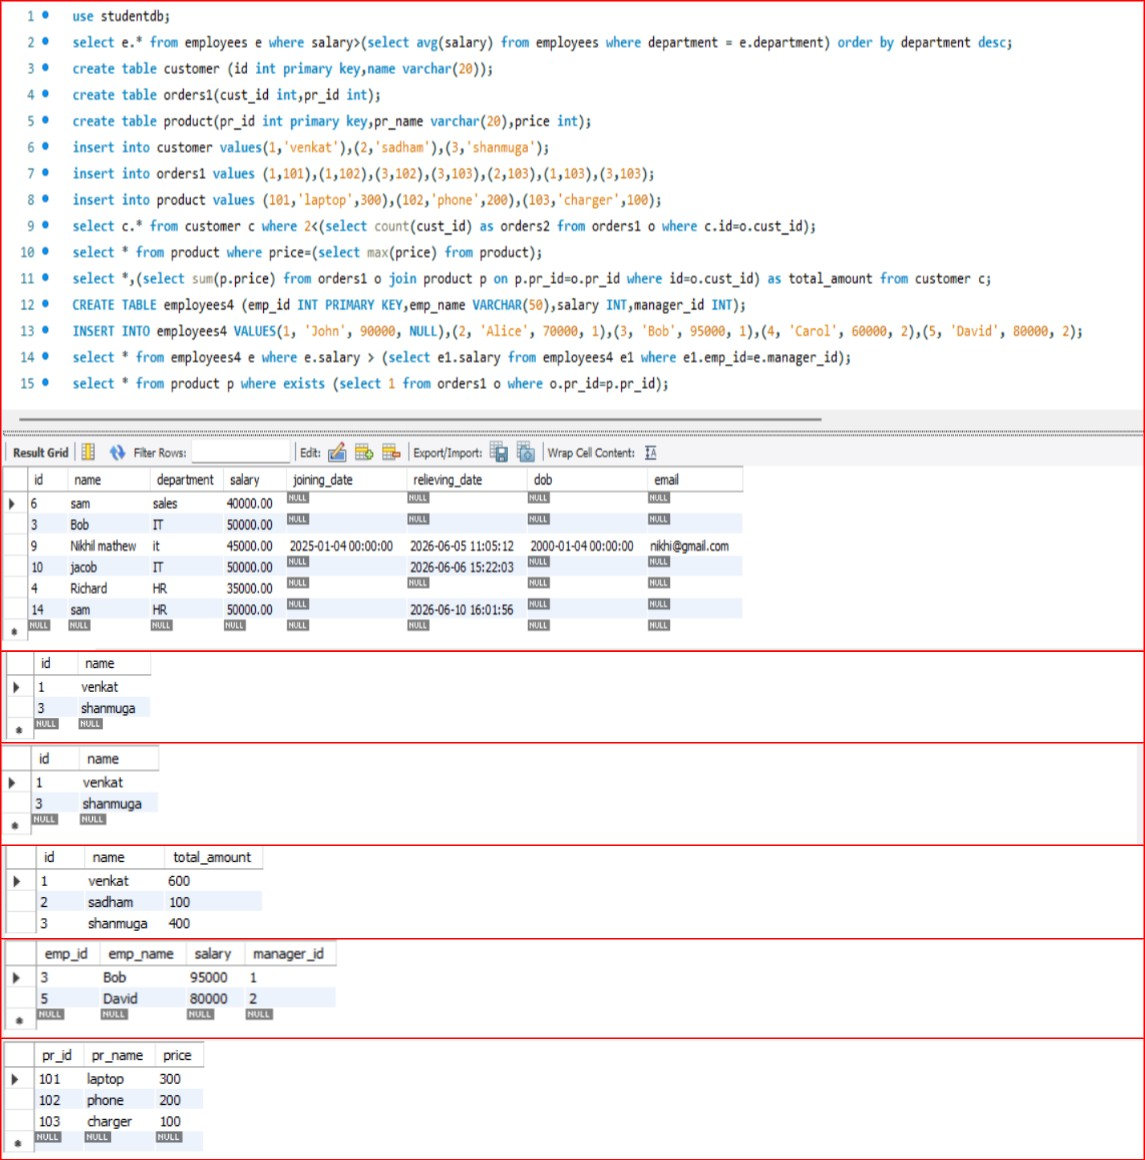 1 use studentdb;
2 select e.* from employees e where salary>(select avg(salary) from employees where department = e.department) order by department desc;
3 create table customer (id int primary key,name varchar(20));
4 create table orders1(cust_id int,pr_id int);
5 create table product(pr_id int primary key,pr_name varchar(20),price int);
6 insert into customer values(1,'venkat'),(2,'sadham'),(3,'shanmuga');
7 insert into orders1 values (1,101),(1,102),(3,102),(3,103),(2,103),(1,103),(3,103);
8 insert into product values (101,'laptop',300),(102,'phone',200),(103,'charger',100);
9 select c.* from customer c where 2<(select count(cust_id) as orders2 from orders1 o where c.id=o.cust_id);
10 select * from product where price=(select max(price) from product);
11 select *,(select sum(p.price) from orders1 o join product p on p.pr_id=o.pr_id where id=o.cust_id) as total_amount from customer c;
12 CREATE TABLE employees4 (emp_id INT PRIMARY KEY,emp_name VARCHAR(50),salary INT,manager_id INT);
13 INSERT INTO employees4 VALUES(1, 'John', 90000, NULL),(2, 'Alice', 70000, 1),(3, 'Bob', 95000, 1),(4, 'Carol', 60000, 2),(5, 'David', 80000, 2);
14 select * from employees4 e where e.salary > (select e1.salary from employees4 e1 where e1.emp_id=e.manager_id);
15 select * from product p where exists (select 1 from orders1 o where o.pr_id=p.pr_id);
Result Grid Filter Rows: Edit: Export/Import: Wrap Cell Content: IA
id name department salary joining_date relieving_date dob email
6 sam sales 40000.00 NULL NULL NULL NULL
3 Bob IT 50000.00 NULL NULL NULL NULL
9 Nikhil mathew it 45000.00 2025-01-04 00:00:00 2026-06-05 11:05:12 2000-01-04 00:00:00 nikhi@gmail.com
10 jacob IT 50000.00 NULL 2026-06-06 15:22:03 NULL NULL
4 Richard HR 35000.00 NULL NULL NULL NULL
14 sam HR 50000.00 NULL 2026-06-10 16:01:56 NULL NULL
NULL NULL NULL NULL NULL NULL NULL NULL
id name
1 venkat
3 shanmuga
NULL NULL
id name
1 venkat
3 shanmuga
NULL NULL
id name total_amount
1 venkat 600
2 sadham 100
3 shanmuga 400
emp_id emp_name salary manager_id
3 Bob 95000 1
5 David 80000 2
NULL NULL NULL NULL
pr_id pr_name price
101 laptop 300
102 phone 200
103 charger 100
NULL NULL NULL